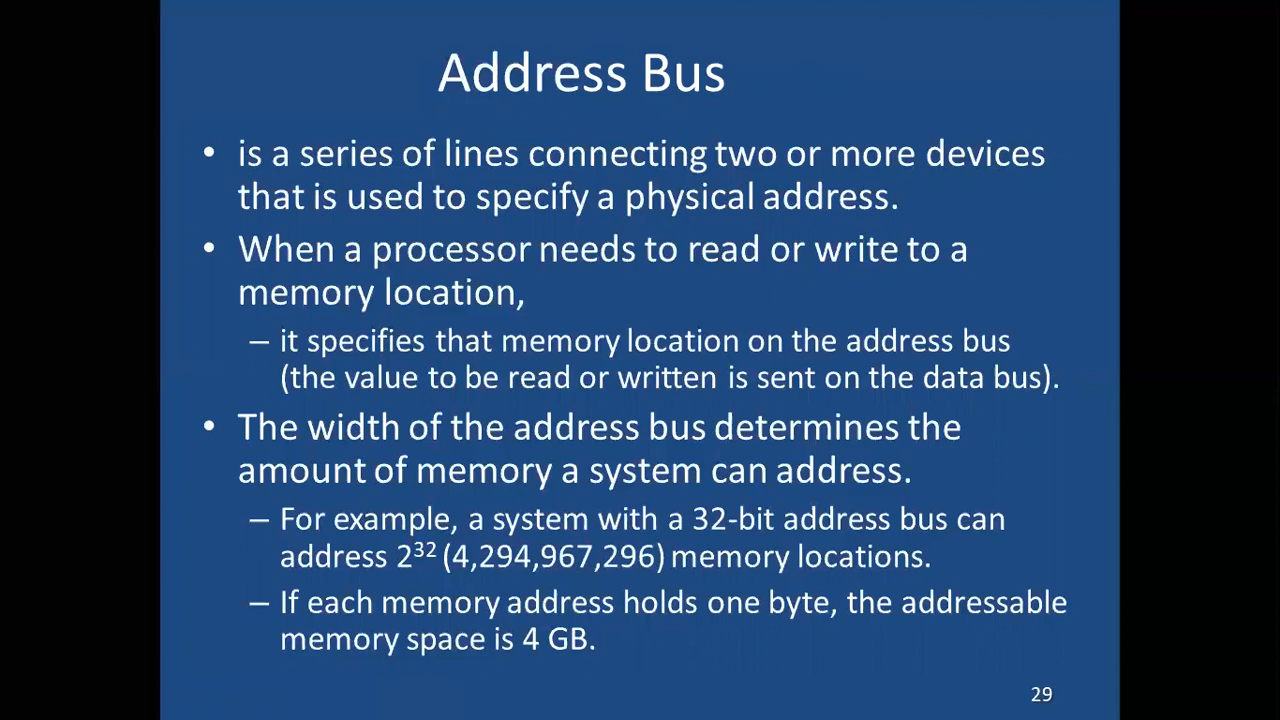 Address Bus
• is a series of lines connecting two or more devices
that is used to specify a physical address.
• When a processor needs to read or write to a
memory location,
– it specifies that memory location on the address bus
(the value to be read or written is sent on the data bus).
• The width of the address bus determines the
amount of memory a system can address.
– For example, a system with a 32-bit address bus can
address 2³² (4,294,967,296) memory locations.
– If each memory address holds one byte, the addressable
memory space is 4 GB.
29